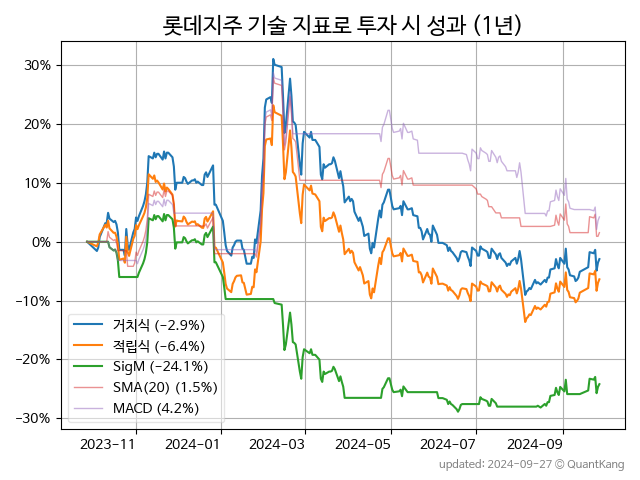 롯데지주 기술 지표로 투자 시 성과 (1년)
30%
20%
10%
0%
−10%
−20%
−30%
거치식 (−2.9%)
적립식 (−6.4%)
SigM (−24.1%)
SMA(20) (1.5%)
MACD (4.2%)
2023-11 2024-01 2024-03 2024-05 2024-07 2024-09
updated: 2024-09-27 © QuantKang